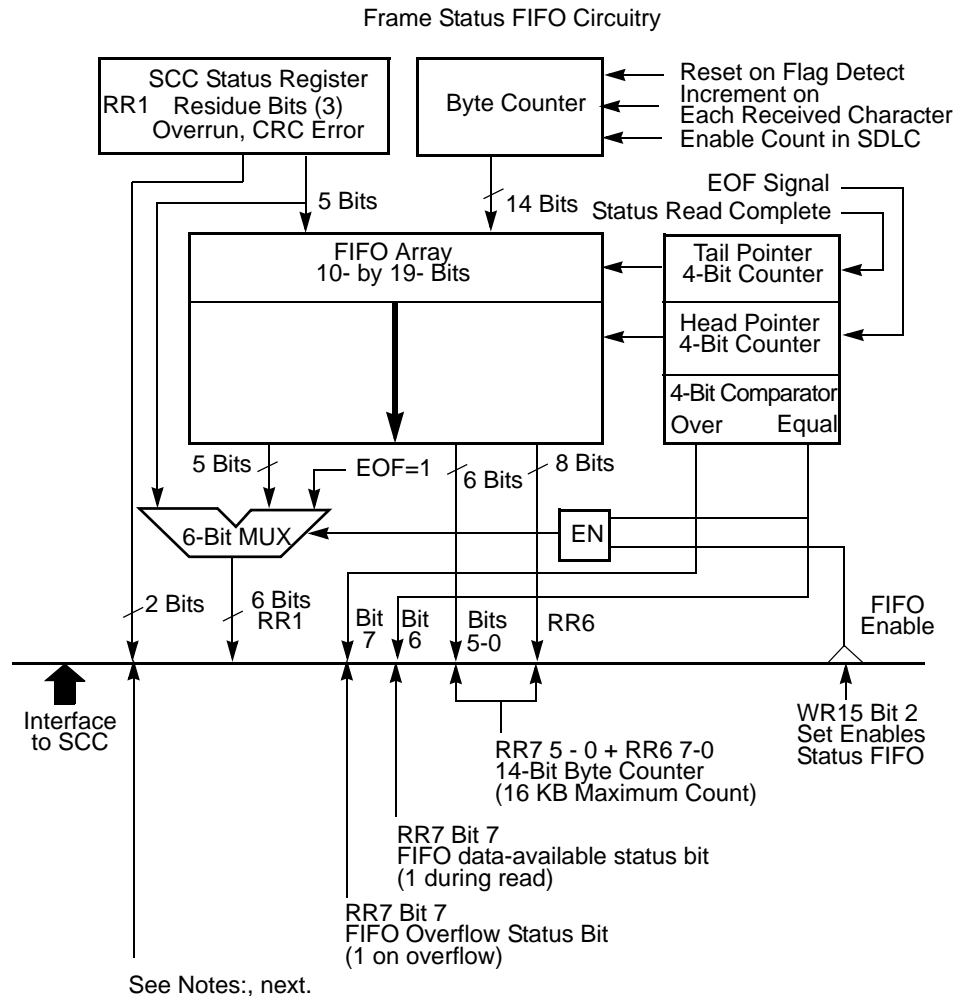 Frame Status FIFO Circuitry
SCC Status Register
RR1
Residue Bits (3)
Overrun, CRC Error
Byte Counter
Reset on Flag Detect
Increment on
Each Received Character
Enable Count in SDLC
EOF Signal
Status Read Complete
5 Bits
14 Bits
FIFO Array
10- by 19- Bits
Tail Pointer
4-Bit Counter
Head Pointer
4-Bit Counter
4-Bit Comparator
Over
Equal
5 Bits
EOF=1
6 Bits
8 Bits
6-Bit MUX
EN
2 Bits
6 Bits
RR1
Bit
7
Bit
6
Bits
5-0
RR6
FIFO
Enable
Interface
to SCC
WR15 Bit 2
Set Enables
Status FIFO
RR7 5 - 0 + RR6 7-0
14-Bit Byte Counter
(16 KB Maximum Count)
RR7 Bit 7
FIFO data-available status bit
(1 during read)
RR7 Bit 7
FIFO Overflow Status Bit
(1 on overflow)
See Notes:, next.